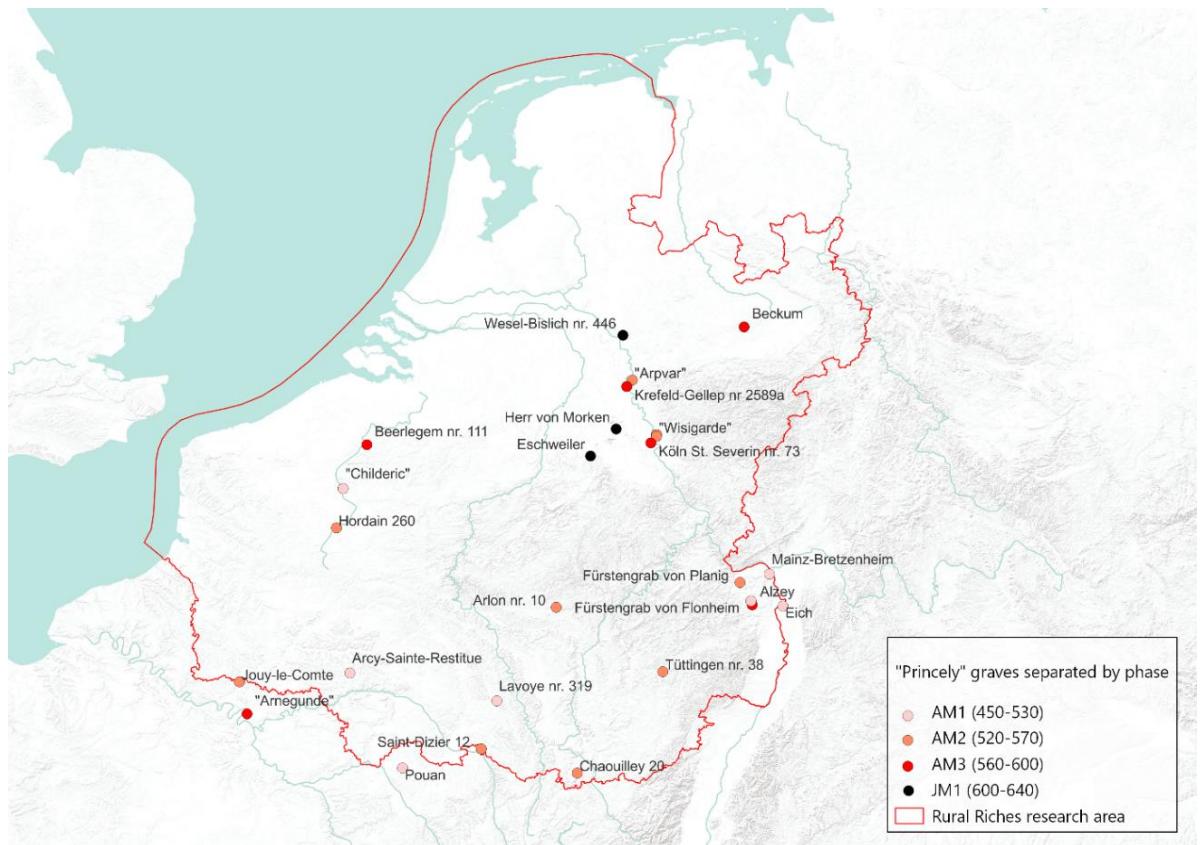 Beckum
Wesel-Bislich nr. 446
"Arpvar"
Krefeld-Gellep nr 2589a
Herr von Morken
"Wisigarde"
Beerlegem nr. 111
Eschweiler
Köln St. Severin nr. 73
"Childeric"
Hordain 260
Mainz-Bretzenheim
Fürstengrab von Planig
Alzey
Arlon nr. 10
Fürstengrab von Flonheim
Eich
Arcy-Sainte-Restitue
Tüttingen nr. 38
Jouy-le-Comte
Lavoye nr. 319
"Arnegunde"
Saint-Dizier 12
Pouan
Chaouilley 20
"Princely" graves separated by phase
AM1 (450-530)
AM2 (520-570)
AM3 (560-600)
JM1 (600-640)
Rural Riches research area